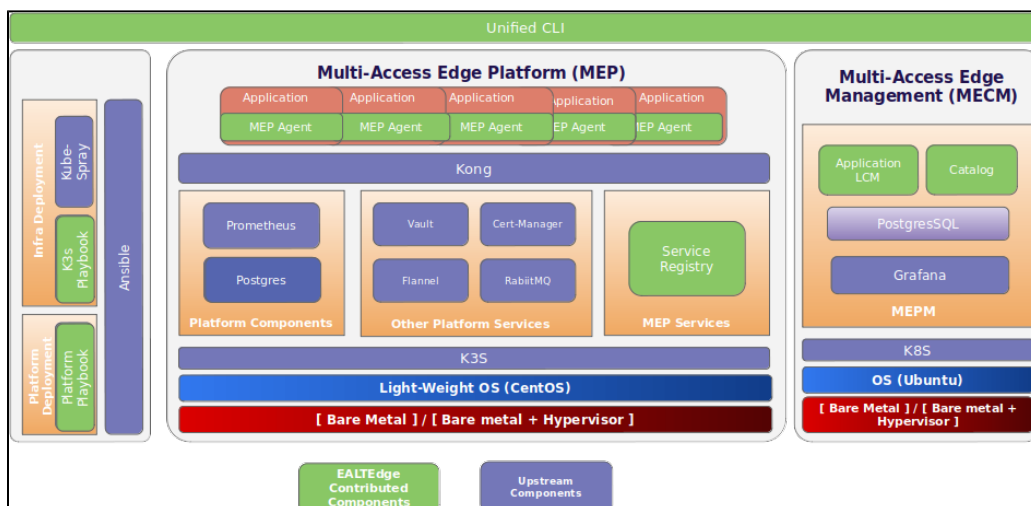 Unified CLI
Infra Deployment
Kube-
Spray
K3s
Playbook
Platform
Deployment
Platform
Playbook
Ansible
Multi-Access Edge Platform (MEP)
Application
Application
Application
Application
Application
MEP Agent
MEP Agent
MEP Agent
MEP Agent
MEP Agent
Kong
Prometheus
Postgres
Platform Components
Vault
Cert-Manager
Flannel
RabiitMQ
Other Platform Services
Service
Registry
MEP Services
K3S
Light-Weight OS (CentOS)
[ Bare Metal ] / [ Bare metal + Hypervisor ]
Multi-Access Edge
Management (MECM)
Application
LCM
Catalog
PostgresSQL
Grafana
MEPM
K8S
OS (Ubuntu)
[ Bare Metal ] / [ Bare metal +
Hypervisor ]
EALTEdge
Contributed
Components
Upstream
Components